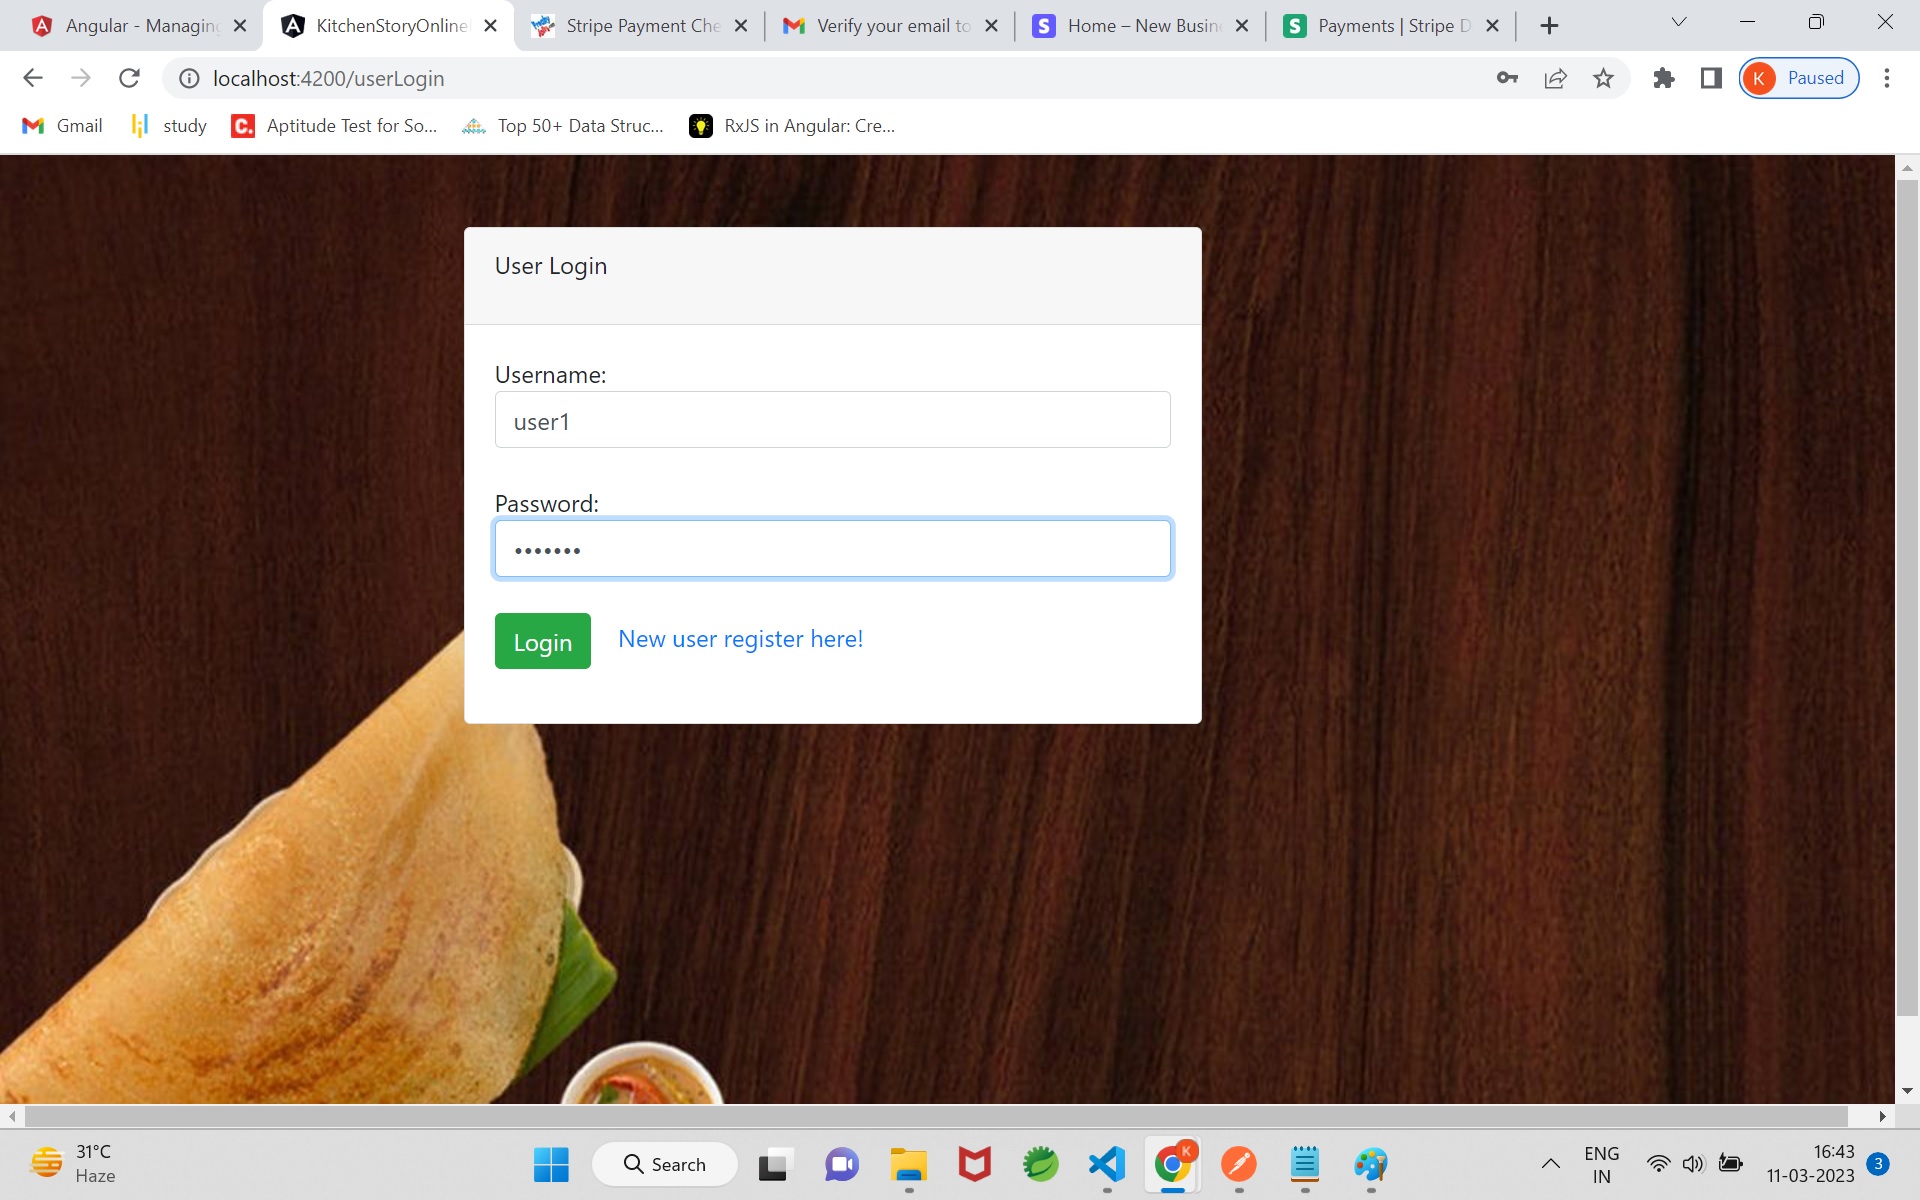 Angular - Managing
KitchenStoryOnline
Stripe Payment Che
Verify your email to
S
Home – New Busin
S
Payments | Stripe D
localhost:4200/userLogin
K
Paused
Gmail
study
C.
Aptitude Test for So...
Top 50+ Data Struc...
RxJS in Angular: Cre...
User Login
Username:
user1
Password:
•••••••
Login
New user register here!
31°C
Haze
Search
K
ENG
IN
16:43
11-03-2023
3